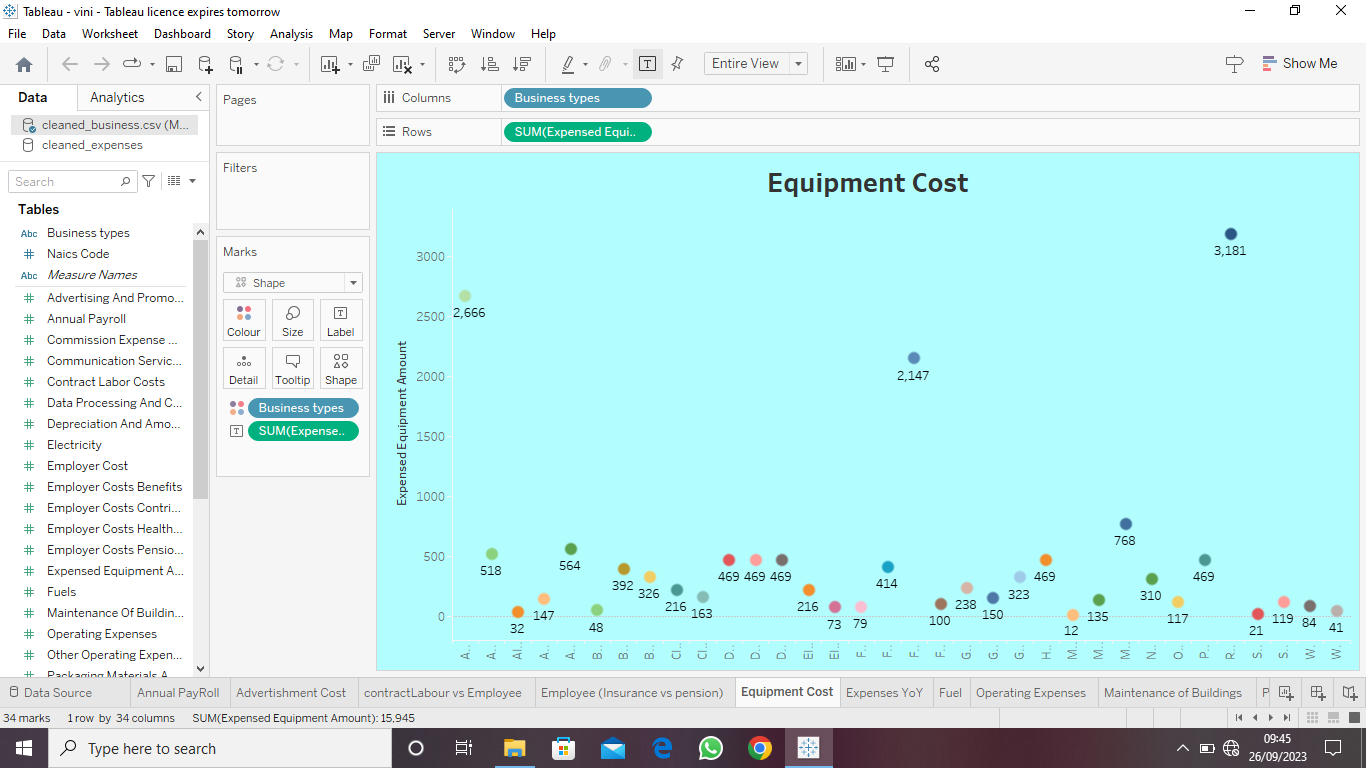 Tableau - vini - Tableau licence expires tomorrow
File Data Worksheet Dashboard Story Analysis Map Format Server Window Help
Entire View
Show Me
Data Analytics
cleaned_business.csv (M...
cleaned_expenses
Search
Tables
Abc Business types
# Naics Code
Abc Measure Names
# Advertising And Promo...
# Annual Payroll
# Commission Expense ...
# Communication Servic...
# Contract Labor Costs
# Data Processing And C...
# Depreciation And Amo...
# Electricity
# Employer Cost
# Employer Costs Benefits
# Employer Costs Contri...
# Employer Costs Health...
# Employer Costs Pensio...
# Expensed Equipment A...
# Fuels
# Maintenance Of Buildin...
# Operating Expenses
# Other Operating Expen...
# Packaging Materials A...
Pages
Filters
Marks
Shape
Colour Size Label
Detail Tooltip Shape
Business types
SUM(Expense..
Columns Business types
Rows SUM(Expensed Equi..
Equipment Cost
Expensed Equipment Amount
3000
2500
2000
1500
1000
500
0
2,666 518 32 147 564 48 392 326 216 163 469 469 469 216 73 79 414 2,147 100 238 150 323 469 12 135 768 310 117 469 3,181 21 119 84 41
A.. A.. Al.. A.. A.. B.. B.. B.. Cl.. Cl.. D.. D.. D.. El.. El.. F.. F.. F.. F.. G.. G.. G.. H.. M.. M.. M.. N.. O.. P.. R.. S.. S.. W.. W..
Data Source Annual PayRoll Advertishment Cost contractLabour vs Employee Employee (Insurance vs pension) Equipment Cost Expenses YoY Fuel Operating Expenses Maintenance of Buildings P
34 marks 1 row by 34 columns SUM(Expensed Equipment Amount): 15,945
Type here to search
09:45
26/09/2023